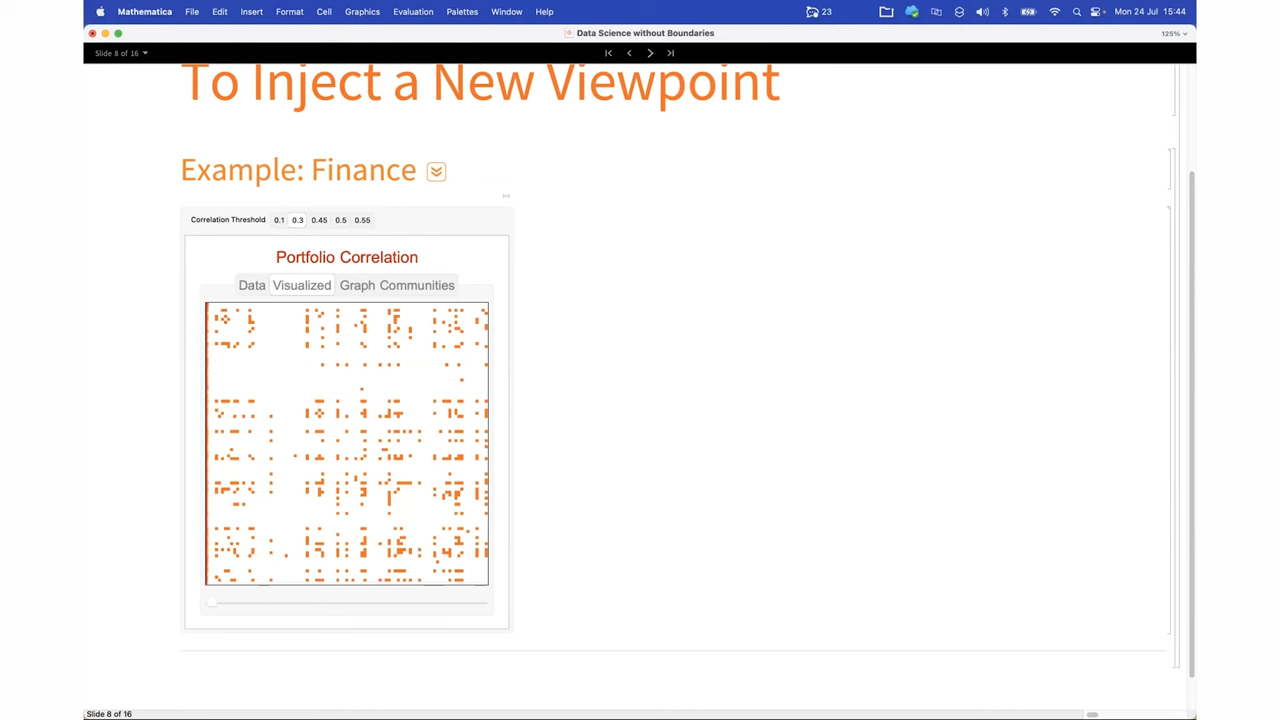 Mathematica File Edit Insert Format Cell Graphics Evaluation Palettes Window Help 23 Mon 24 Jul 15:44
Data Science without Boundaries 125%
Slide 8 of 16
To Inject a New Viewpoint
Example: Finance
Correlation Threshold 0.1 0.3 0.45 0.5 0.55
Portfolio Correlation
Data Visualized Graph Communities
Slide 8 of 16